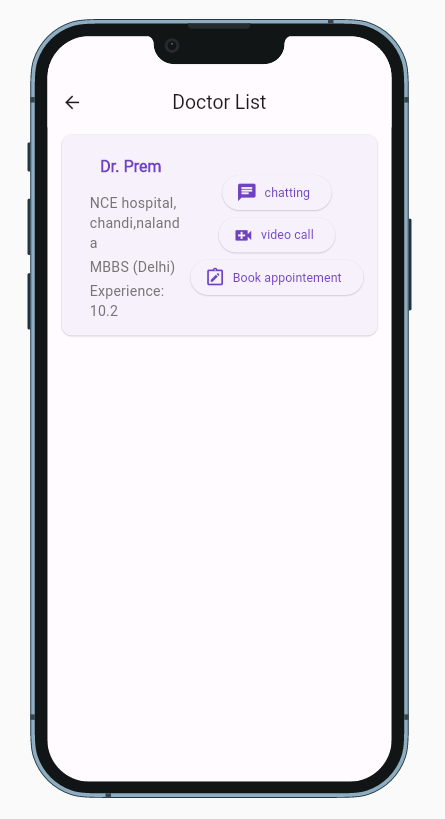 Doctor List
Dr. Prem
NCE hospital,
chandi,naland
a
MBBS (Delhi)
Experience:
10.2
chatting
video call
Book appointement